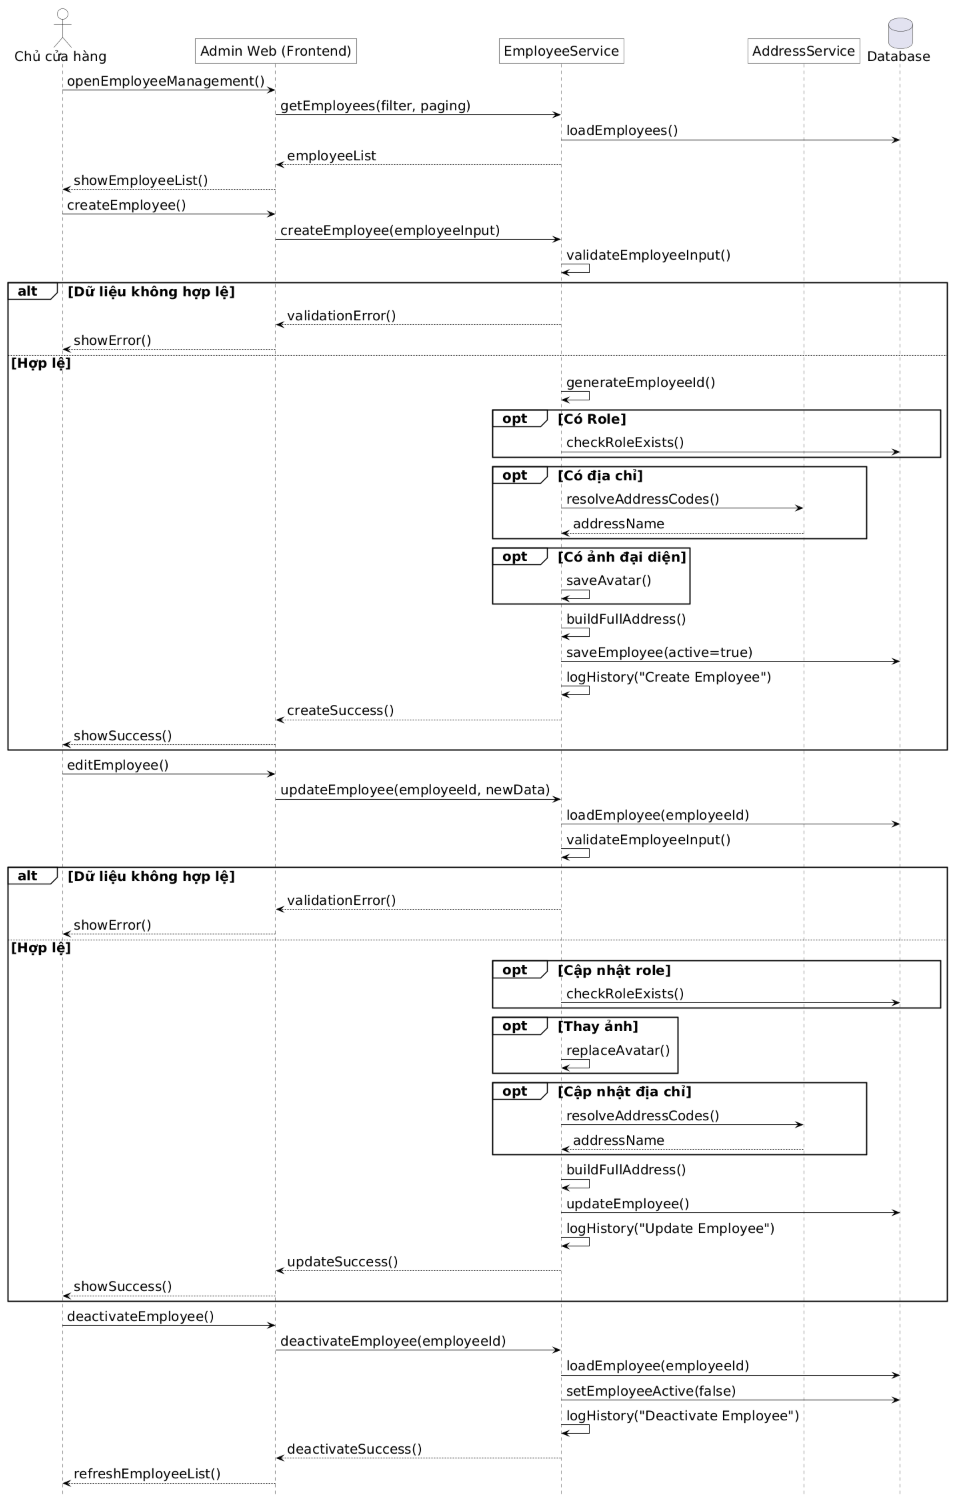 Chủ cửa hàng
Admin Web (Frontend)
EmployeeService
AddressService
Database
openEmployeeManagement()
getEmployees(filter, paging)
loadEmployees()
employeeList
showEmployeeList()
createEmployee()
createEmployee(employeeInput)
validateEmployeeInput()
alt [Dữ liệu không hợp lệ]
validationError()
showError()
[Hợp lệ]
generateEmployeeId()
opt [Có Role]
checkRoleExists()
opt [Có địa chỉ]
resolveAddressCodes()
addressName
opt [Có ảnh đại diện]
saveAvatar()
buildFullAddress()
saveEmployee(active=true)
logHistory("Create Employee")
createSuccess()
showSuccess()
editEmployee()
updateEmployee(employeeId, newData)
loadEmployee(employeeId)
validateEmployeeInput()
alt [Dữ liệu không hợp lệ]
validationError()
showError()
[Hợp lệ]
opt [Cập nhật role]
checkRoleExists()
opt [Thay ảnh]
replaceAvatar()
opt [Cập nhật địa chỉ]
resolveAddressCodes()
addressName
buildFullAddress()
updateEmployee()
logHistory("Update Employee")
updateSuccess()
showSuccess()
deactivateEmployee()
deactivateEmployee(employeeId)
loadEmployee(employeeId)
setEmployeeActive(false)
logHistory("Deactivate Employee")
deactivateSuccess()
refreshEmployeeList()